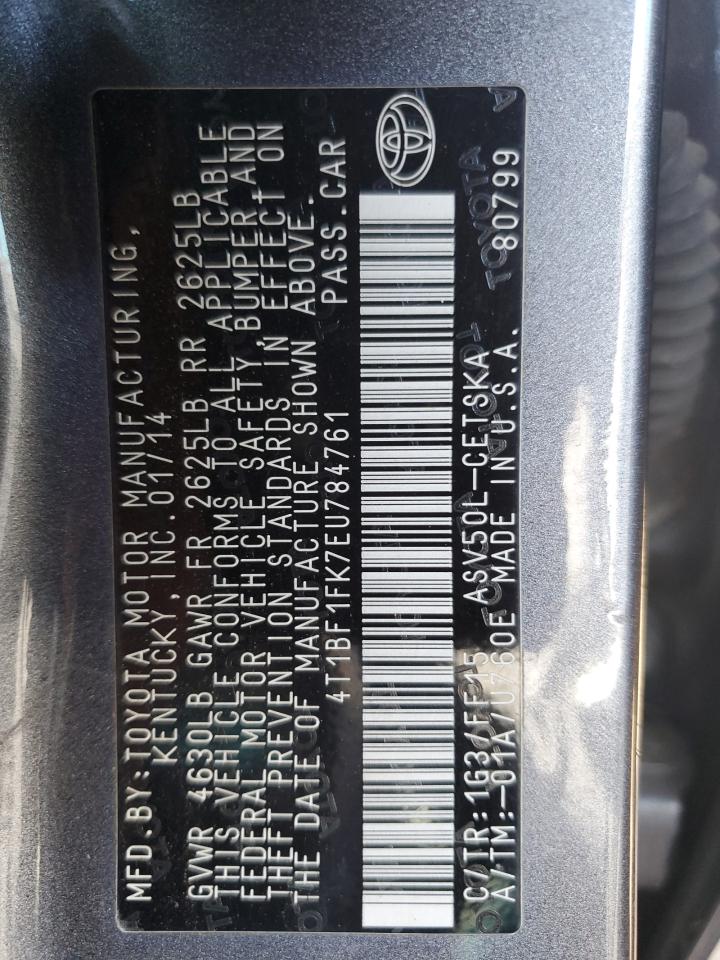 MFD.BY:TOYOTA MOTOR MANUFACTURING,
KENTUCKY,INC. 01/14
GVWR 4630LB GAWR FR 2625LB RR 2625LB
THIS VEHICLE CONFORMS TO ALL APPLICABLE
FEDERAL MOTOR VEHICLE SAFETY, BUMPER AND
THEFT PREVENTION STANDARDS IN EFFECT ON
THE DATE OF MANUFACTURE SHOWN ABOVE.
4T1BF1FK7EU784761 PASS.CAR
C/TR:1G3/FF15 ASV50L-CETSKA
A/TM:-01A/U760E MADE IN U.S.A. 80799